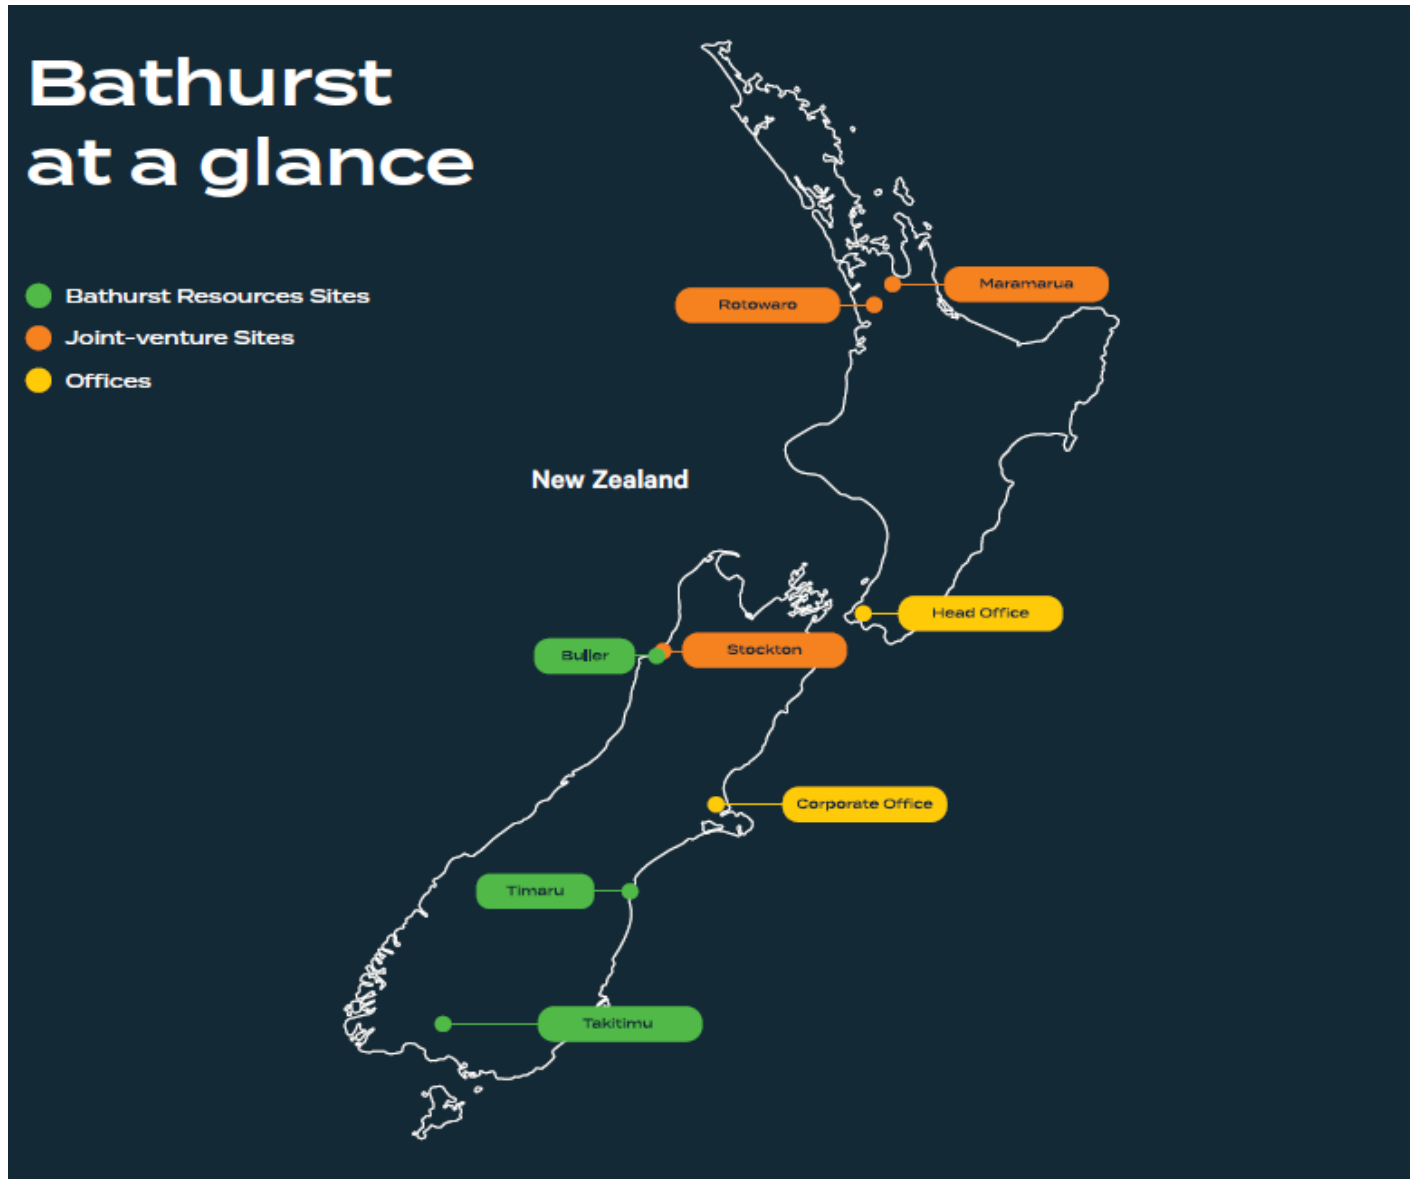 Bathurst
at a glance
Bathurst Resources Sites
Joint-venture Sites
Offices
New Zealand
Maramarua
Rotowaro
Head Office
Stockton
Buller
Corporate Office
Timaru
Takitimu